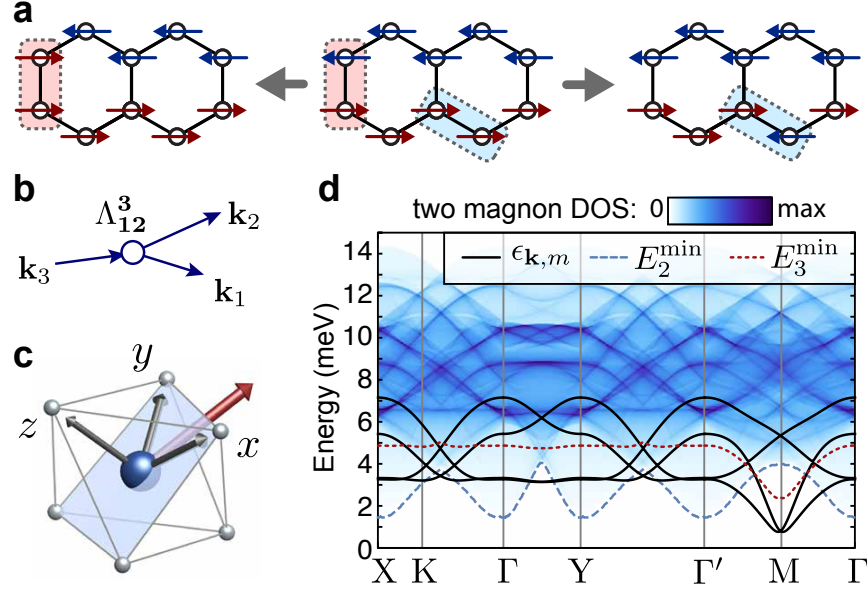 a
b
Λ³₁₂
k₂
k₃
k₁
c
y
z
x
d
two magnon DOS: 0 max
ϵ_{k,m} E₂^{min} E₃^{min}
Energy (meV)
14
12
10
8
6
4
2
0
X K Γ Y Γ′ M Γ